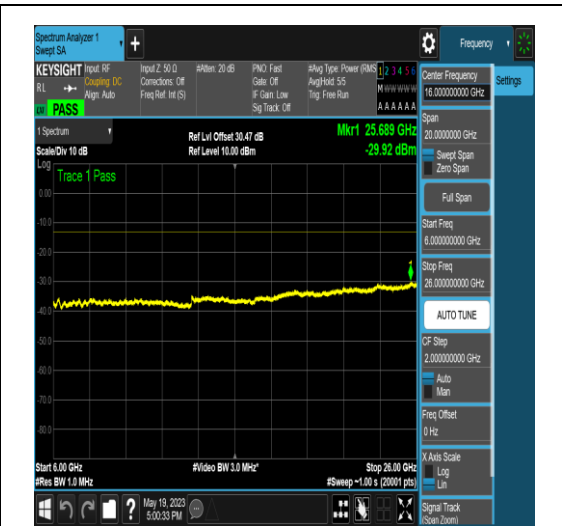 Spectrum Analyzer 1
Swept SA
+
Frequency
KEYSIGHT
RL
PASS
Input: RF
Coupling: DC
Align: Auto
Input Z: 50 Ω
Corrections: Off
Freq Ref: Int (S)
#Atten: 20 dB
PNO: Fast
Gate: Off
IF Gain: Low
Sig Track: Off
#Avg Type: Power (RMS
Avg|Hold: 5/5
Trig: Free Run
1 2 3 4 5 6
M W W W W W
A A A A A A
1 Spectrum
Scale/Div 10 dB
Ref Lvl Offset 30.47 dB
Ref Level 10.00 dBm
Mkr1 25.689 GHz
-29.92 dBm
Log
Trace 1 Pass
0.00
-10.0
-20.0
-30.0
-40.0
-50.0
-60.0
-70.0
-80.0
1
Start 6.00 GHz
#Res BW 1.0 MHz
#Video BW 3.0 MHz*
Stop 26.00 GHz
#Sweep ~1.00 s (20001 pts)
?
May 19, 2023
5:00:33 PM
Center Frequency
16.000000000 GHz
Settings
Span
20.0000000 GHz
Swept Span
Zero Span
Full Span
Start Freq
6.000000000 GHz
Stop Freq
26.000000000 GHz
AUTO TUNE
CF Step
2.000000000 GHz
Auto
Man
Freq Offset
0 Hz
X Axis Scale
Log
Lin
Signal Track
(Span Zoom)